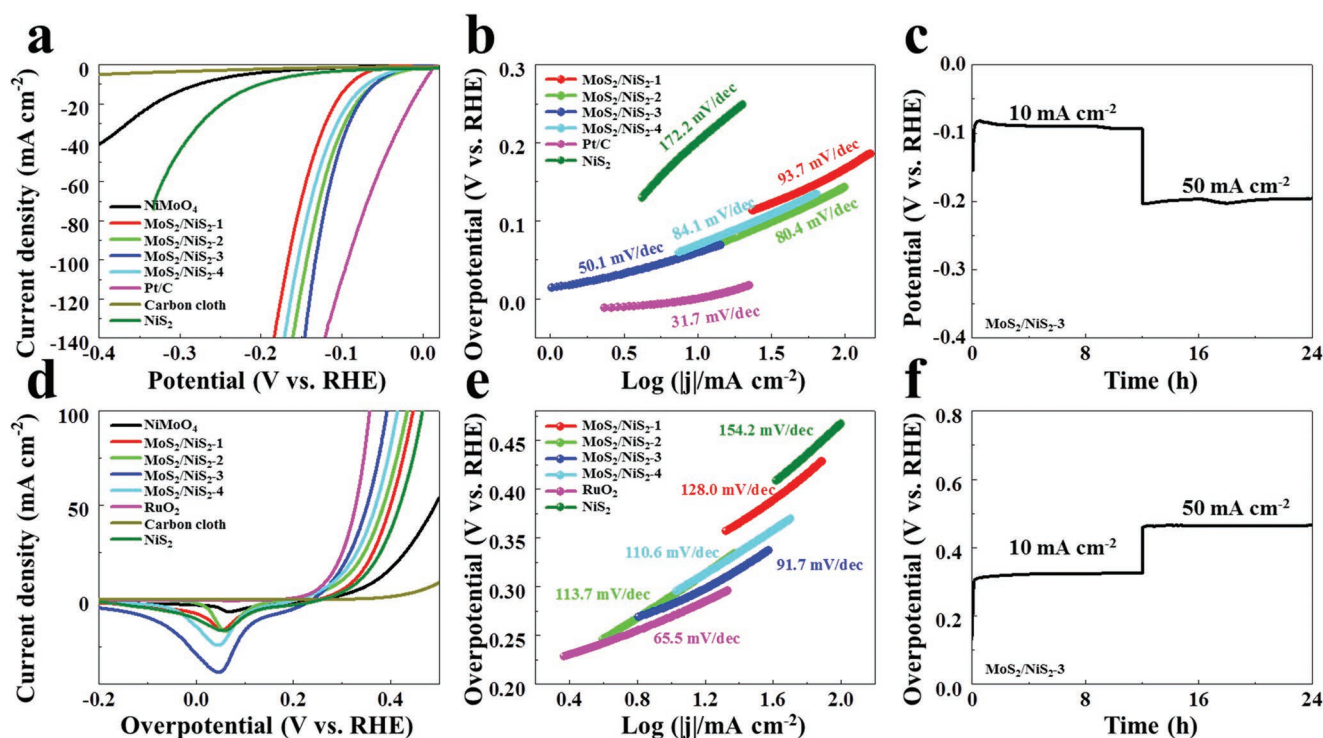 a
0
-20
-40
-60
-80
-100
-120
-140
Current density (mA cm-2)
NiMoO4
MoS2/NiS2-1
MoS2/NiS2-2
MoS2/NiS2-3
MoS2/NiS2-4
Pt/C
Carbon cloth
NiS2
-0.4 -0.3 -0.2 -0.1 0.0
Potential (V vs. RHE)
b
0.3
0.2
0.1
0.0
Overpotential (V vs. RHE)
MoS2/NiS2-1
MoS2/NiS2-2
MoS2/NiS2-3
MoS2/NiS2-4
Pt/C
NiS2
172.2 mV/dec
93.7 mV/dec
84.1 mV/dec
80.4 mV/dec
50.1 mV/dec
31.7 mV/dec
0.0 0.5 1.0 1.5 2.0
Log (|j|/mA cm-2)
c
0.0
-0.1
-0.2
-0.3
-0.4
Potential (V vs. RHE)
10 mA cm-2
50 mA cm-2
MoS2/NiS2-3
0 6 12 18 24
Time (h)
d
100
50
0
Current density (mA cm-2)
NiMoO4
MoS2/NiS2-1
MoS2/NiS2-2
MoS2/NiS2-3
MoS2/NiS2-4
RuO2
Carbon cloth
NiS2
-0.2 0.0 0.2 0.4
Overpotential (V vs. RHE)
e
0.45
0.40
0.35
0.30
0.25
0.20
Overpotential (V vs. RHE)
MoS2/NiS2-1
MoS2/NiS2-2
MoS2/NiS2-3
MoS2/NiS2-4
RuO2
NiS2
154.2 mV/dec
128.0 mV/dec
110.6 mV/dec
91.7 mV/dec
113.7 mV/dec
65.5 mV/dec
0.4 0.8 1.2 1.6 2.0
Log (|j|/mA cm-2)
f
0.8
0.6
0.4
0.2
0.0
Overpotential (V vs. RHE)
10 mA cm-2
50 mA cm-2
MoS2/NiS2-3
0 6 12 18 24
Time (h)